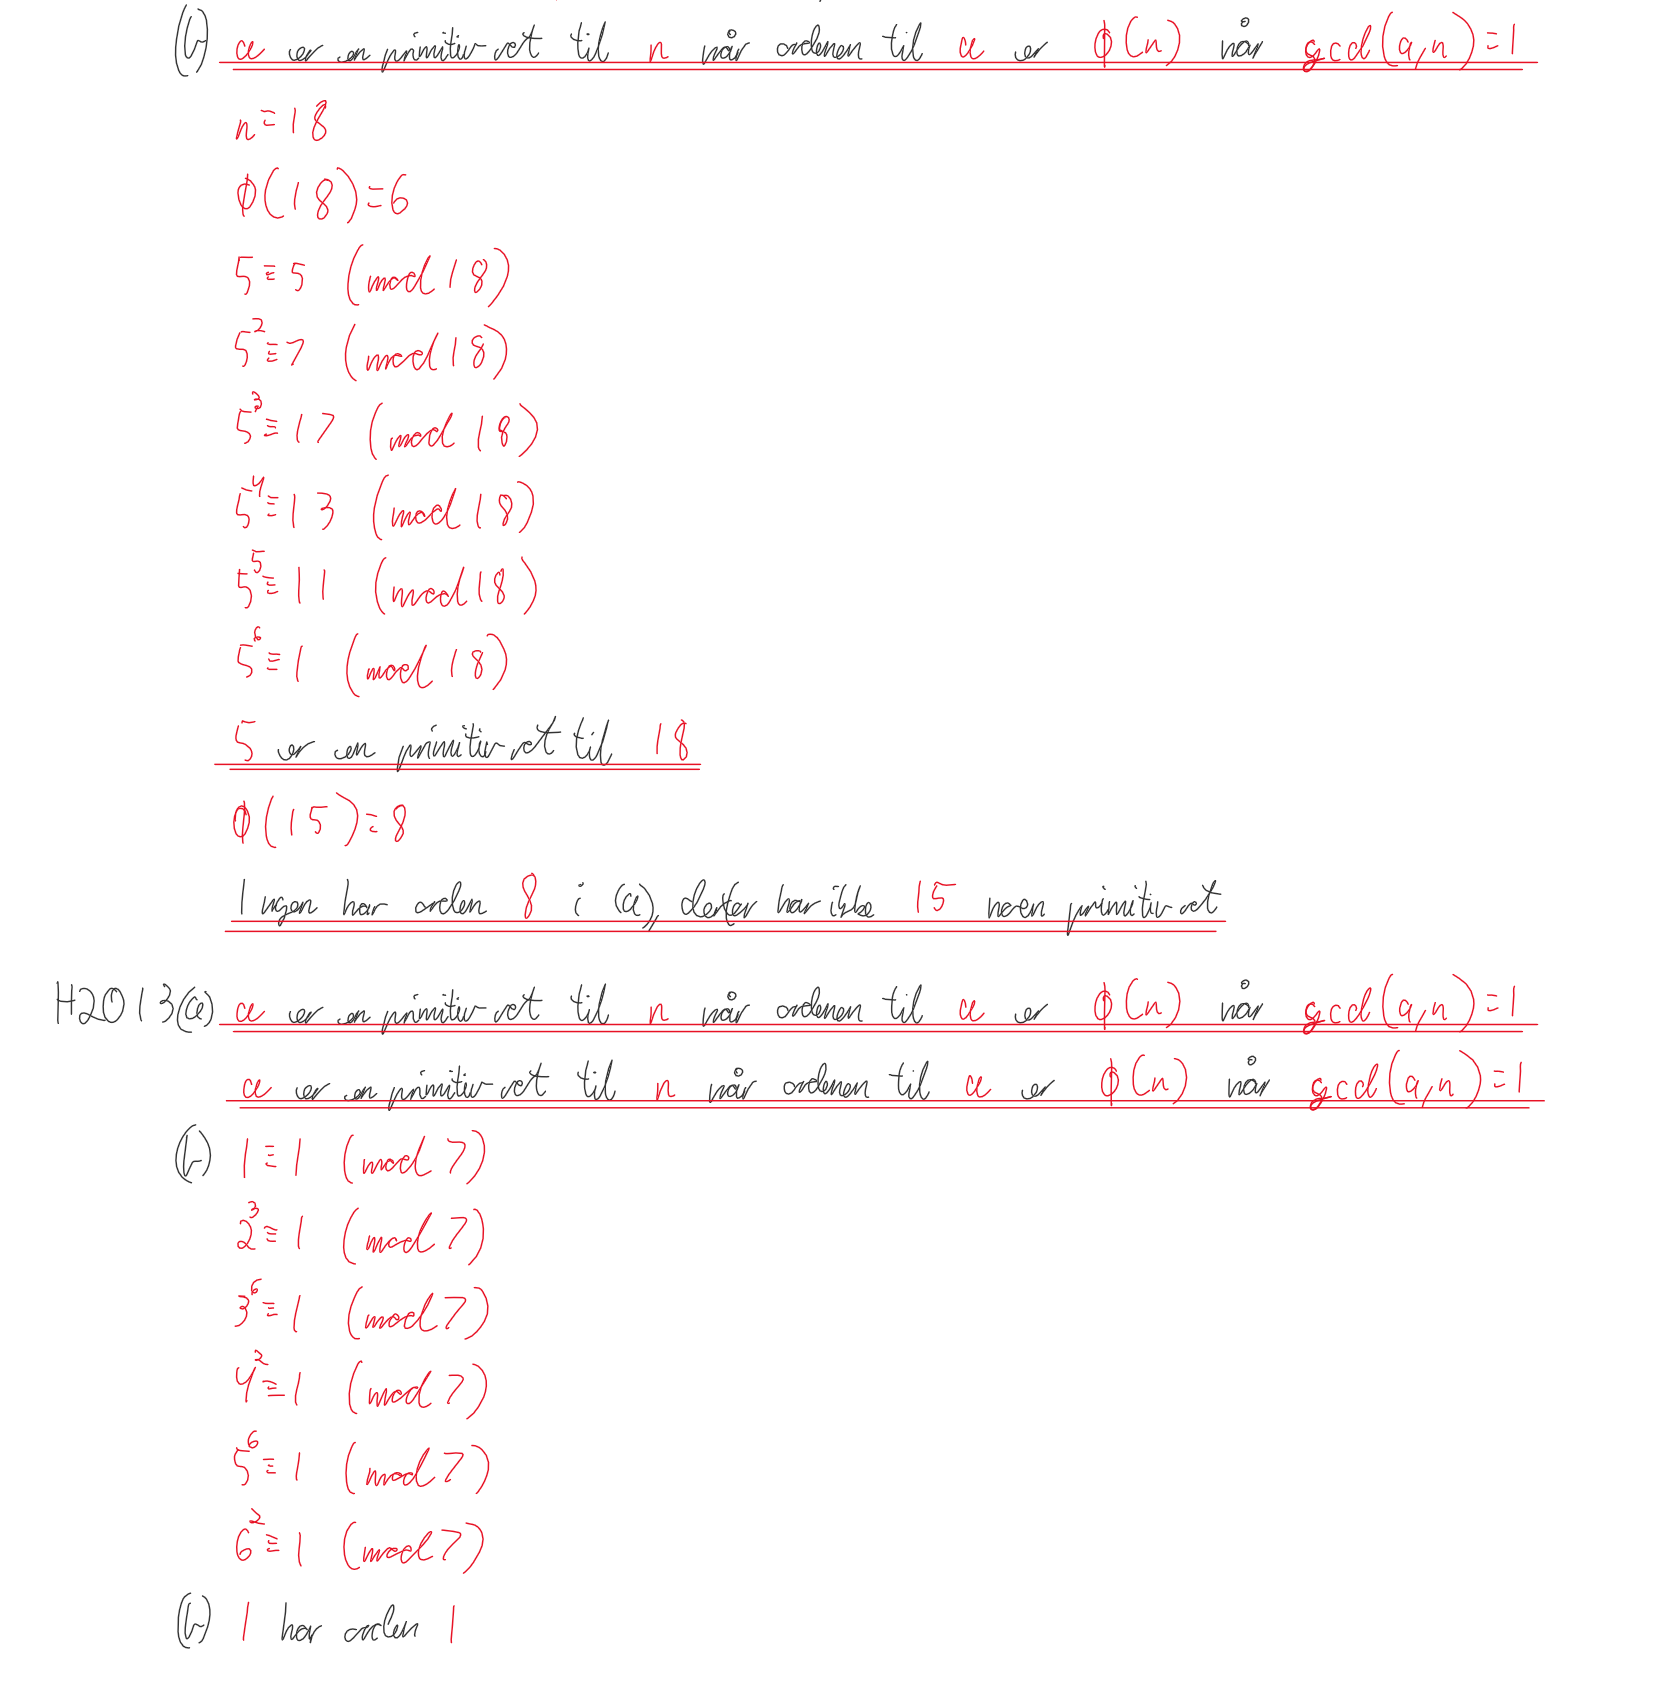 (b) a er en primitiv rot til n når ordenen til a er ϕ(n) når gcd(a,n)=1
n=18
ϕ(18)=6
5≡5 (mod 18)
5²≡7 (mod 18)
5³≡17 (mod 18)
5⁴≡13 (mod 18)
5⁵≡11 (mod 18)
5⁶≡1 (mod 18)
5 er en primitiv rot til 18
ϕ(15)=8
Ingen har orden 8 i (a), derfor har ikke 15 noen primitiv rot
H2013(a) a er en primitiv rot til n når ordenen til a er ϕ(n) når gcd(a,n)=1
a er en primitiv rot til n når ordenen til a er ϕ(n) når gcd(a,n)=1
(b) 1≡1 (mod 7)
2³≡1 (mod 7)
3⁶≡1 (mod 7)
4²≡1 (mod 7)
5⁶≡1 (mod 7)
6²≡1 (mod 7)
(b) 1 har orden 1